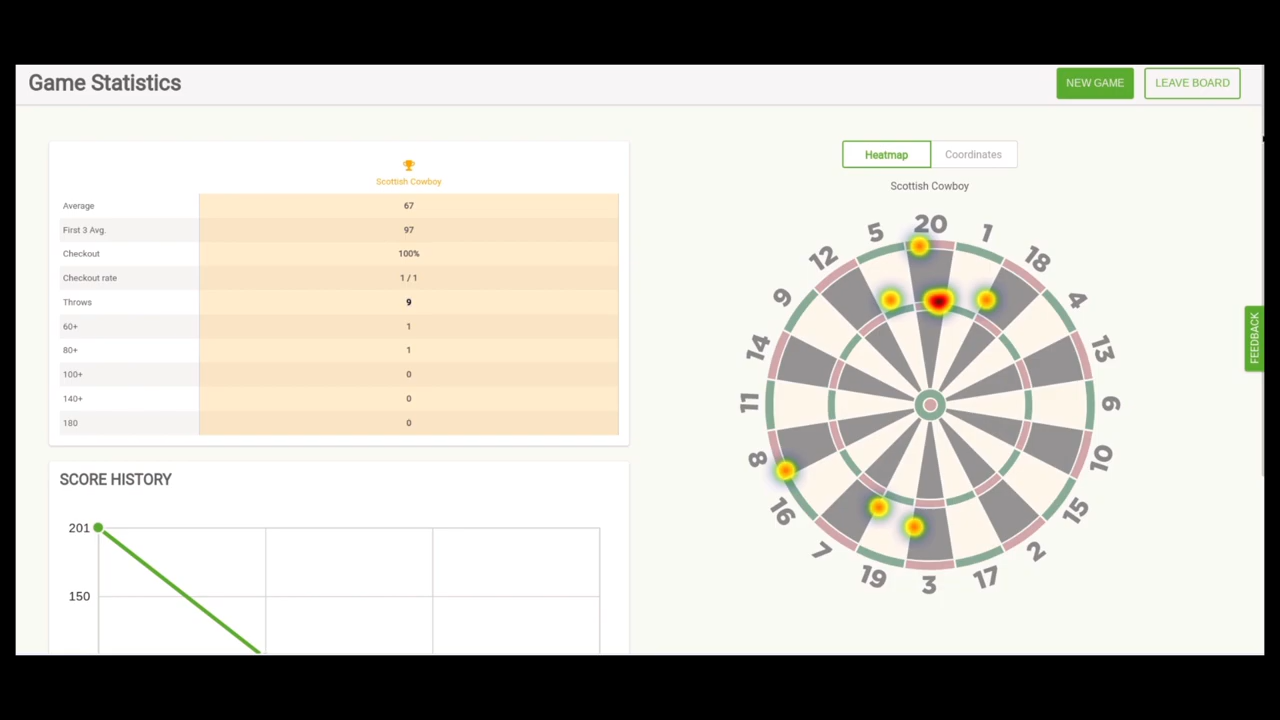 Game Statistics
NEW GAME
LEAVE BOARD
Scottish Cowboy
Average 67
First 3 Avg. 97
Checkout 100%
Checkout rate 1 / 1
Throws 9
60+ 1
80+ 1
100+ 0
140+ 0
180 0
SCORE HISTORY
201
150
Heatmap
Coordinates
Scottish Cowboy
20
1
18
4
13
6
10
15
2
17
3
19
7
16
8
11
14
9
12
5
FEEDBACK